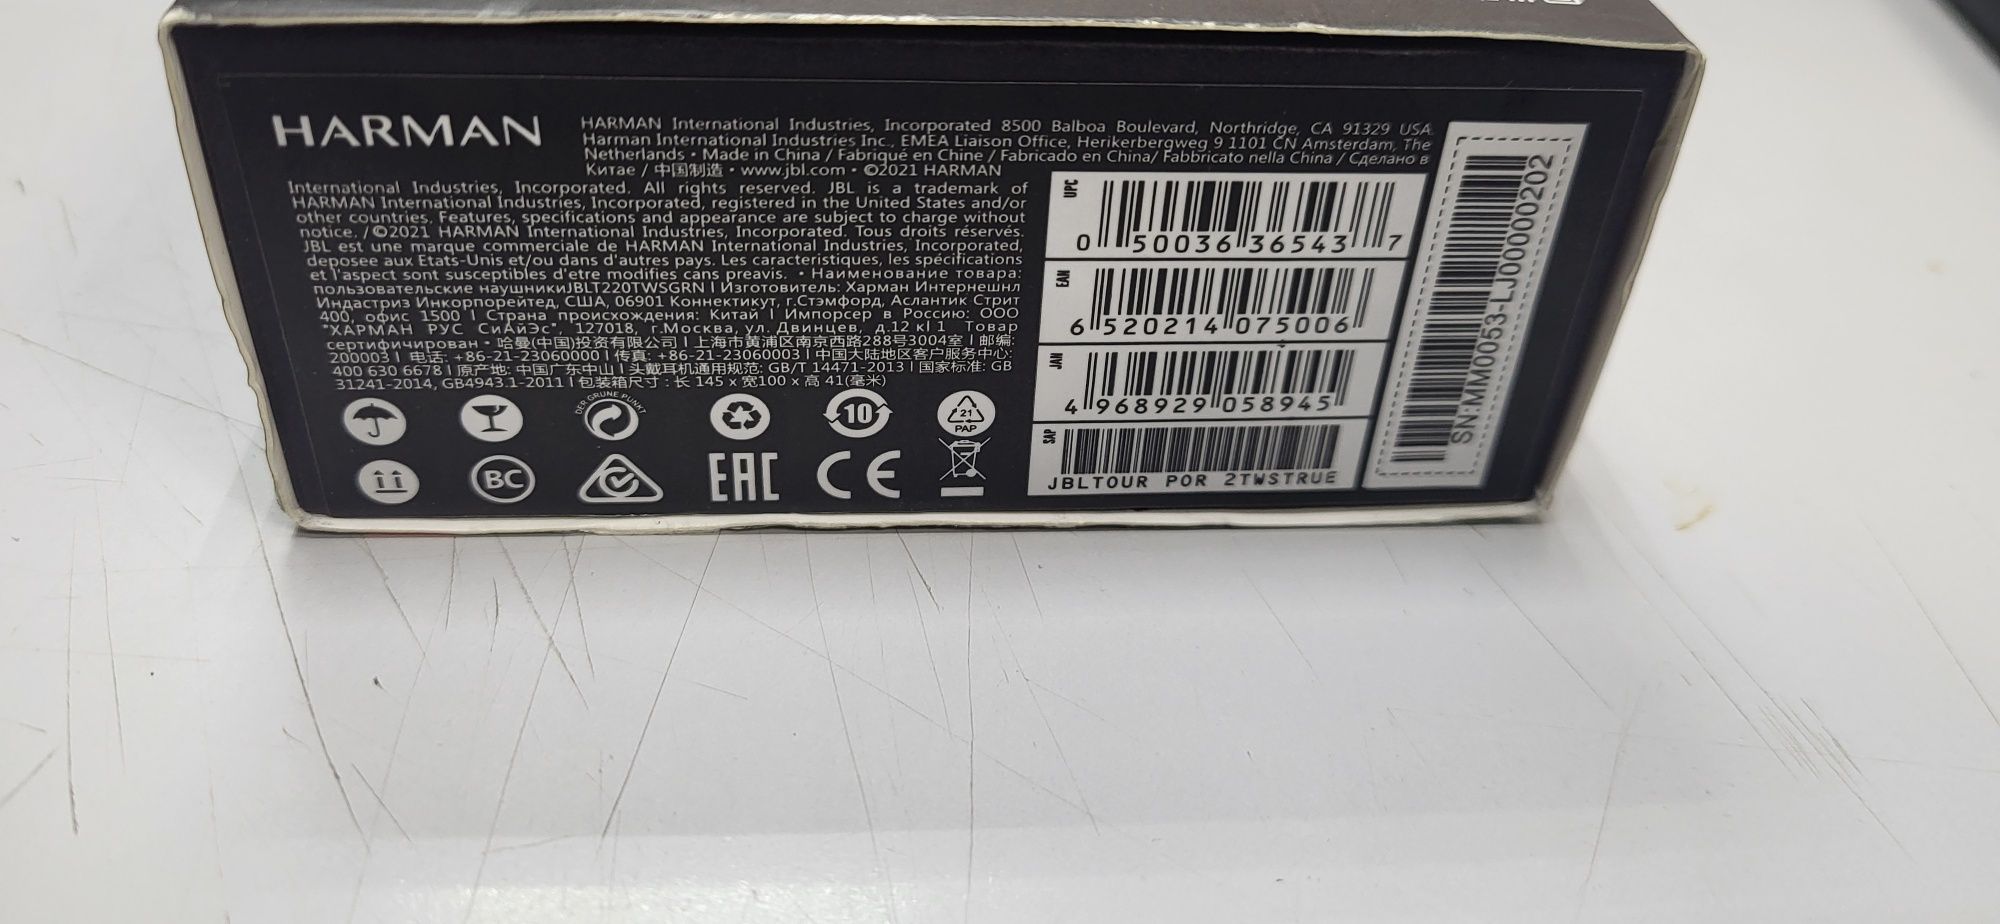 HARMAN
HARMAN International Industries, Incorporated 8500 Balboa Boulevard, Northridge, CA 91329 USA
Harman International Industries Inc., EMEA Liaison Office, Herikerbergweg 9 1101 CN Amsterdam, The
Netherlands • Made in China / Fabriqué en Chine / Fabricado en China/ Fabbricato nella China / Сделано в
Китае / 中国制造 • www.jbl.com • ©2021 HARMAN
International Industries, Incorporated. All rights reserved. JBL is a trademark of
HARMAN International Industries, Incorporated, registered in the United States and/or
other countries. Features, specifications and appearance are subject to charge without
notice. /©2021 HARMAN International Industries, Incorporated. Tous droits réservés.
JBL est une marque commerciale de HARMAN International Industries, Incorporated,
deposee aux Etats-Unis et/ou dans d'autres pays. Les caracteristiques, les spécifications
et l'aspect sont susceptibles d'etre modifies cans preavis. • Наименование товара:
пользовательские наушникиJBLT220TWSGRN | Изготовитель: Харман Интернешнл
Индастриз Инкорпорейтед, США, 06901 Коннектикут, г.Стэмфорд, Аслантик Стрит
400, офис 1500 | Страна происхождения: Китай | Импорсер в Россию: ООО
"ХАРМАН РУС СиАйЭс", 127018, г.Москва, ул. Двинцев, д.12 кl 1 Товар
сертифицирован • 哈曼(中国)投资有限公司 | 上海市黄浦区南京西路288号3004室 | 邮编:
200003 | 电话: +86-21-23060000 | 传真: +86-21-23060003 | 中国大陆地区客户服务中心:
400 630 6678 | 原产地: 中国广东中山 | 头戴耳机通用规范: GB/T 14471-2013 | 国家标准: GB
31241-2014, GB4943.1-2011 | 包装箱尺寸: 长 145 x 宽100 x 高 41(毫米)
DER GRÜNE PUNKT
10
21
PAP
BC
EAC
CE
UPC
0 50036 36543 7
EAN
6 520214 075006
JAN
4 968929 058945
SAP
JBLTOUR POR 2TWSTRUE
SN:MM0053-LJ00000202